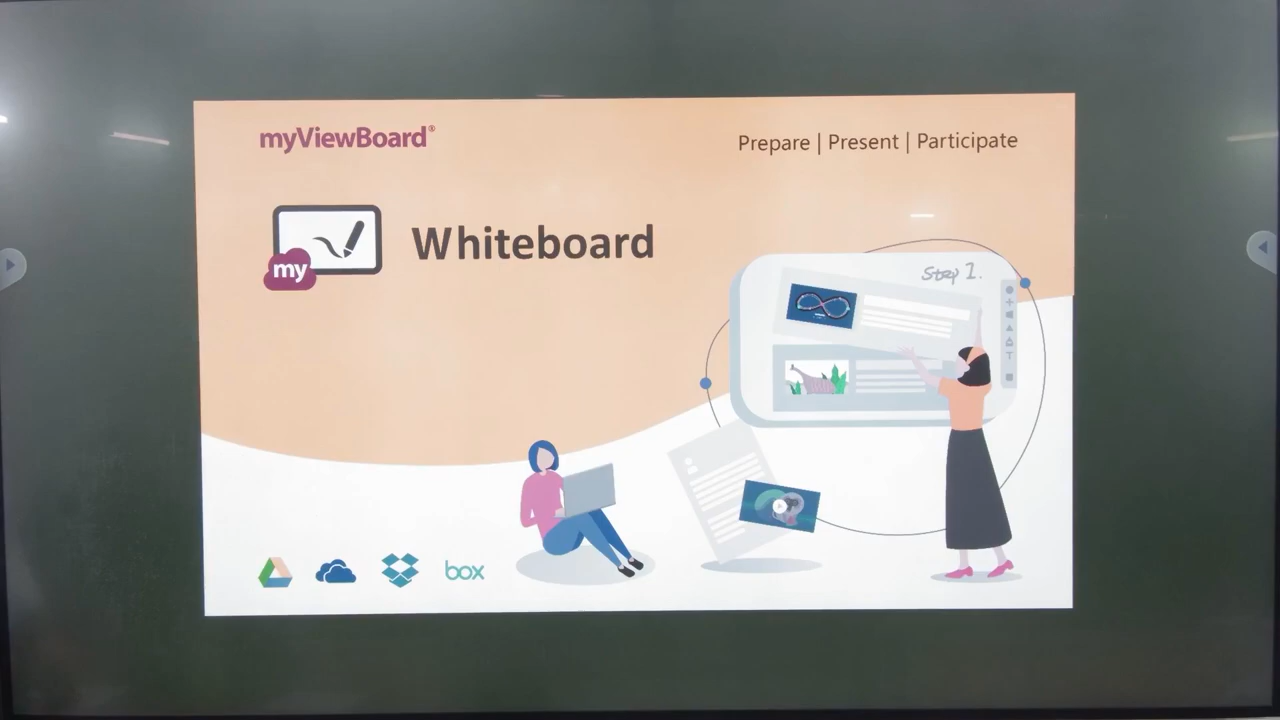 myViewBoard®
Prepare | Present | Participate
my
Whiteboard
Step 1.
T
box